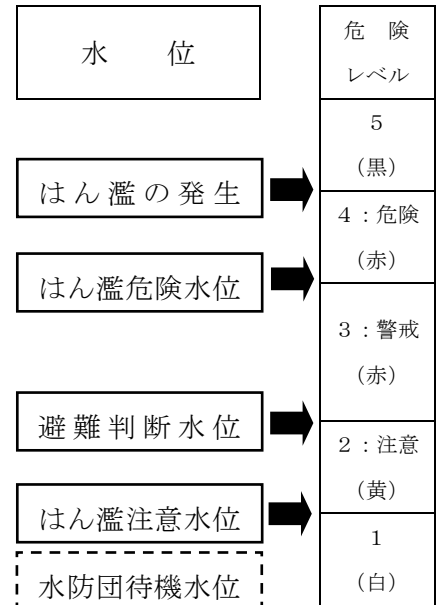 水　位
はん濫の発生
はん濫危険水位
避難判断水位
はん濫注意水位
水防団待機水位
危　険
レベル
5
（黒）
4：危険
（赤）
3：警戒
（赤）
2：注意
（黄）
1
（白）